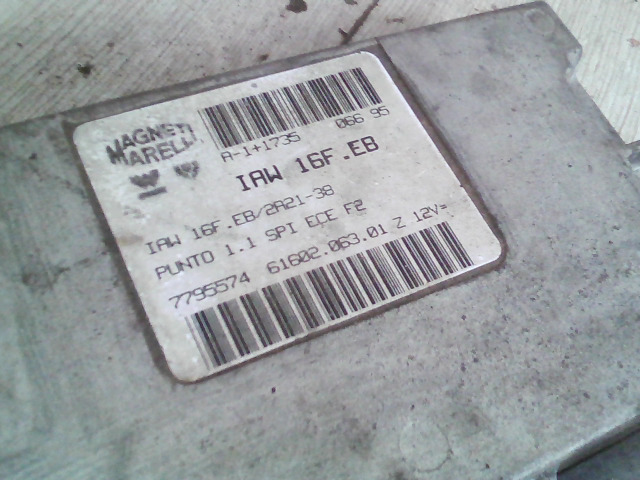 MAGNETI
MARELLI
A-1+1735 066 95
IAW 16F.EB
IAW 16F.EB/2A21-38
PUNTO 1.1 SPI ECE F2
7795574 61602.063.01 Z 12V=